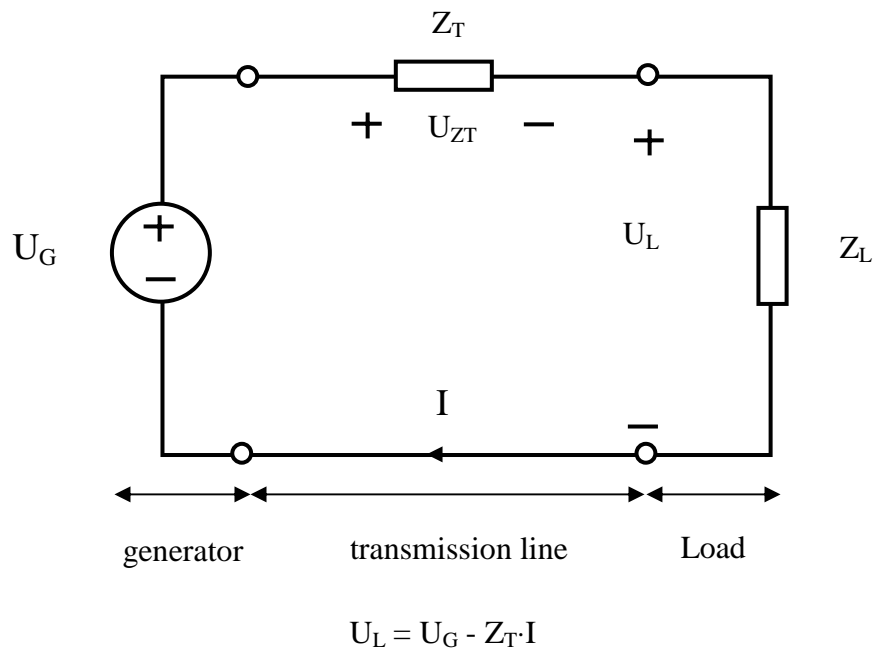 Z_T
+ U_ZT −
+
U_G
+
−
U_L
Z_L
I
−
generator
transmission line
Load
U_L = U_G - Z_T·I